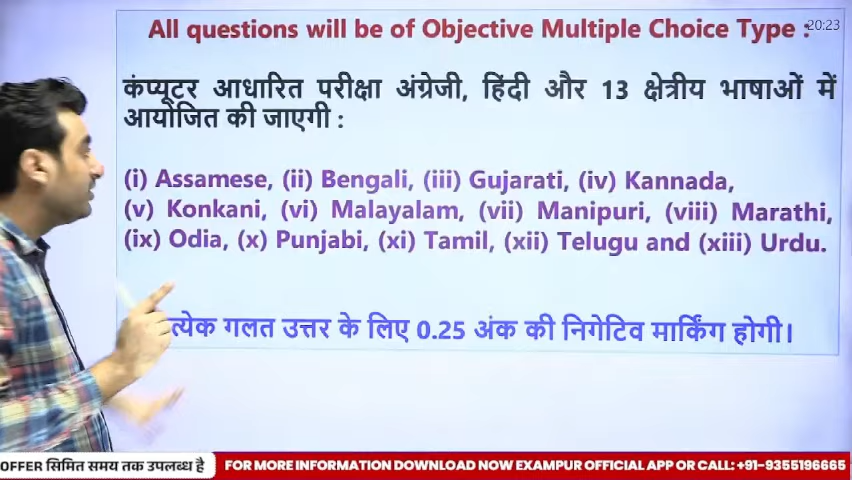 All questions will be of Objective Multiple Choice Type :
20:23
कंप्यूटर आधारित परीक्षा अंग्रेजी, हिंदी और 13 क्षेत्रीय भाषाओं में
आयोजित की जाएगी :
(i) Assamese, (ii) Bengali, (iii) Gujarati, (iv) Kannada,
(v) Konkani, (vi) Malayalam, (vii) Manipuri, (viii) Marathi,
(ix) Odia, (x) Punjabi, (xi) Tamil, (xii) Telugu and (xiii) Urdu.
त्येक गलत उत्तर के लिए 0.25 अंक की निगेटिव मार्किंग होगी।
OFFER सिमित समय तक उपलब्ध है
FOR MORE INFORMATION DOWNLOAD NOW EXAMPUR OFFICIAL APP OR CALL: +91-9355196665